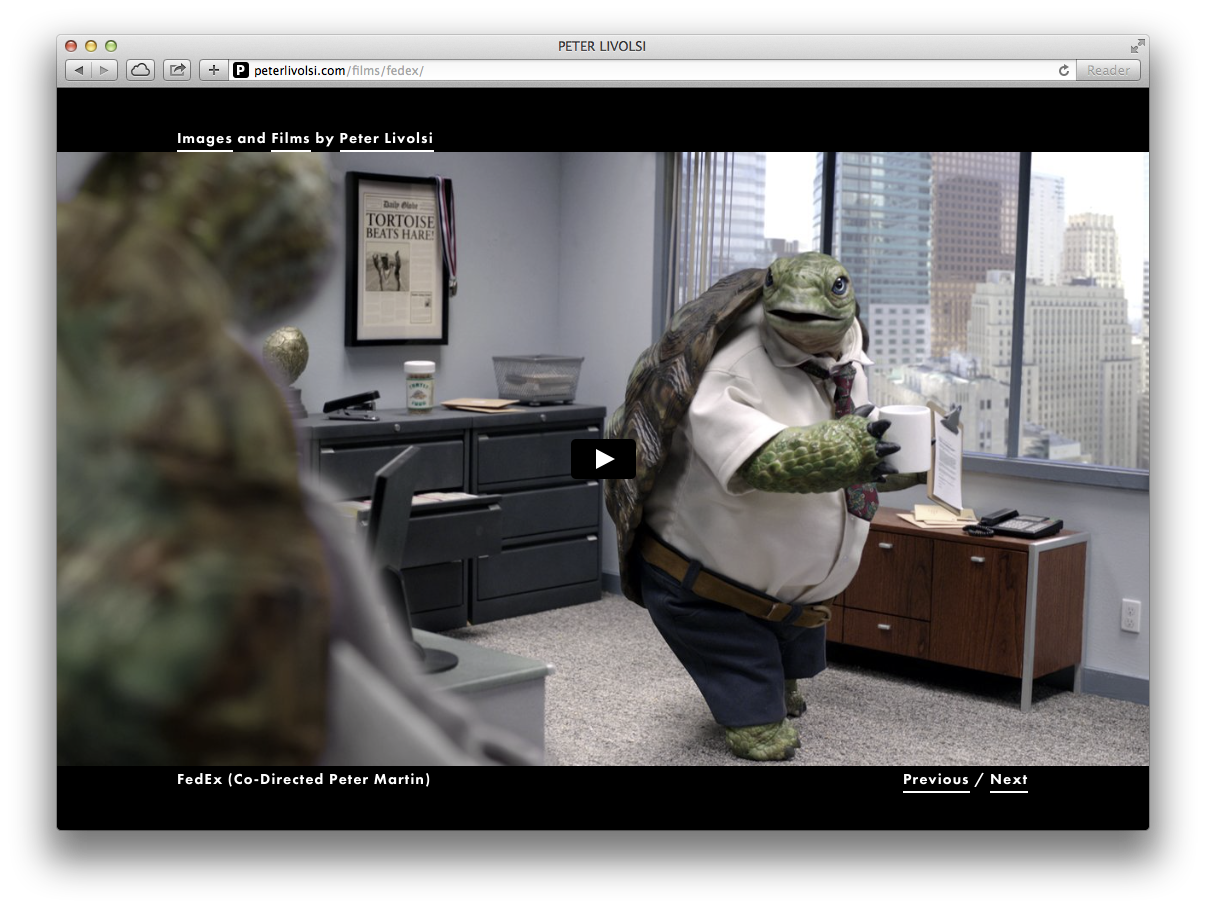 PETER LIVOLSI
P peterlivolsi.com/films/fedex/
Reader
Images and Films by Peter Livolsi
Daily Globe
TORTOISE
BEATS HARE!
FedEx (Co-Directed Peter Martin)
Previous / Next